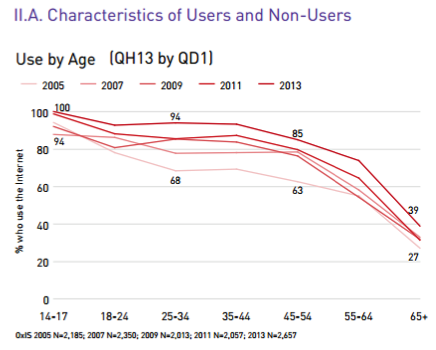 II.A. Characteristics of Users and Non-Users
Use by Age (QH13 by QD1)
2005 2007 2009 2011 2013
% who use the Internet
100
80
60
40
20
0
100
94
94
68
85
63
39
27
14-17 18-24 25-34 35-44 45-54 55-64 65+
OxIS 2005 N=2,185; 2007 N=2,350; 2009 N=2,013; 2011 N=2,057; 2013 N=2,657